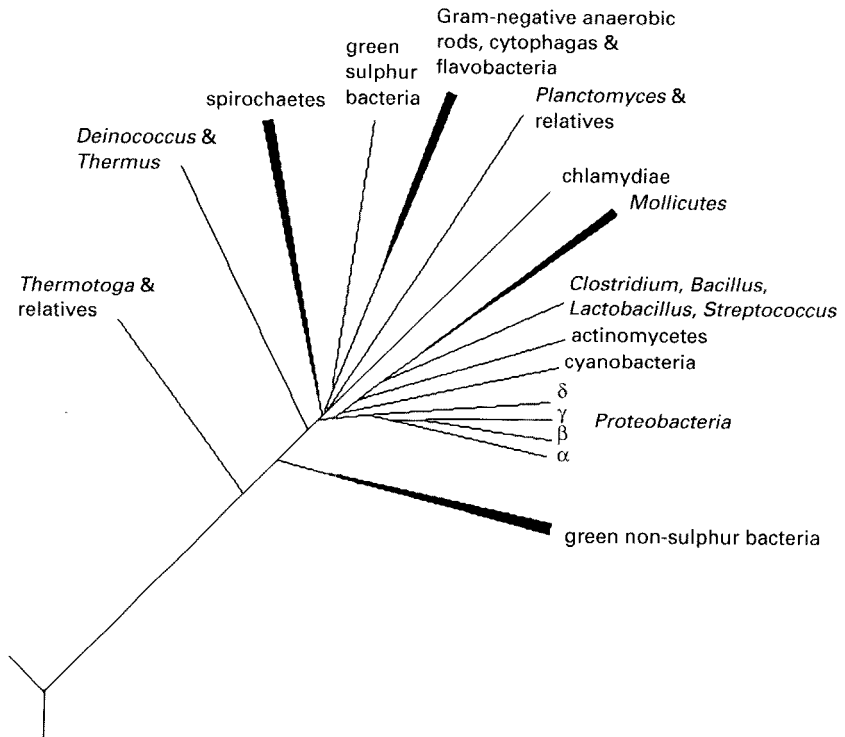 Gram-negative anaerobic
rods, cytophagas &
flavobacteria
green
sulphur
bacteria
spirochaetes
Planctomyces &
relatives
Deinococcus &
Thermus
chlamydiae
Mollicutes
Thermotoga &
relatives
Clostridium, Bacillus,
Lactobacillus, Streptococcus
actinomycetes
cyanobacteria
δ
γ
β
α
Proteobacteria
green non-sulphur bacteria